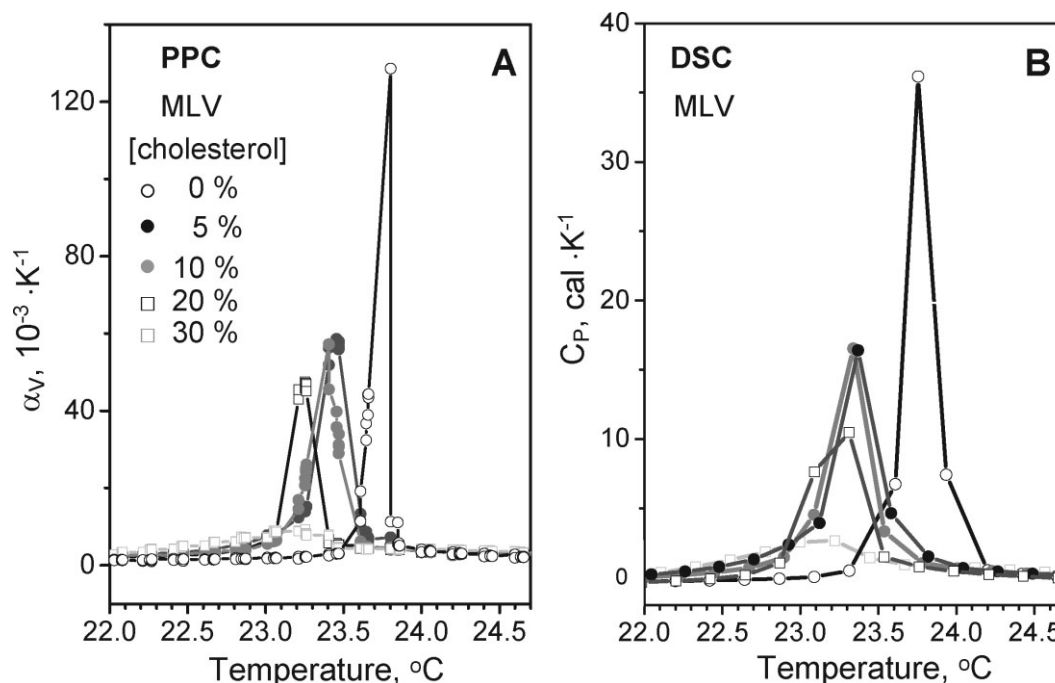 PPC
A
MLV
[cholesterol]
0 %
5 %
10 %
20 %
30 %
α_V, 10⁻³ ·K⁻¹
120
80
40
0
22.0 22.5 23.0 23.5 24.0 24.5
Temperature, °C
DSC
B
MLV
C_P, cal ·K⁻¹
40
30
20
10
0
22.0 22.5 23.0 23.5 24.0 24.5
Temperature, °C